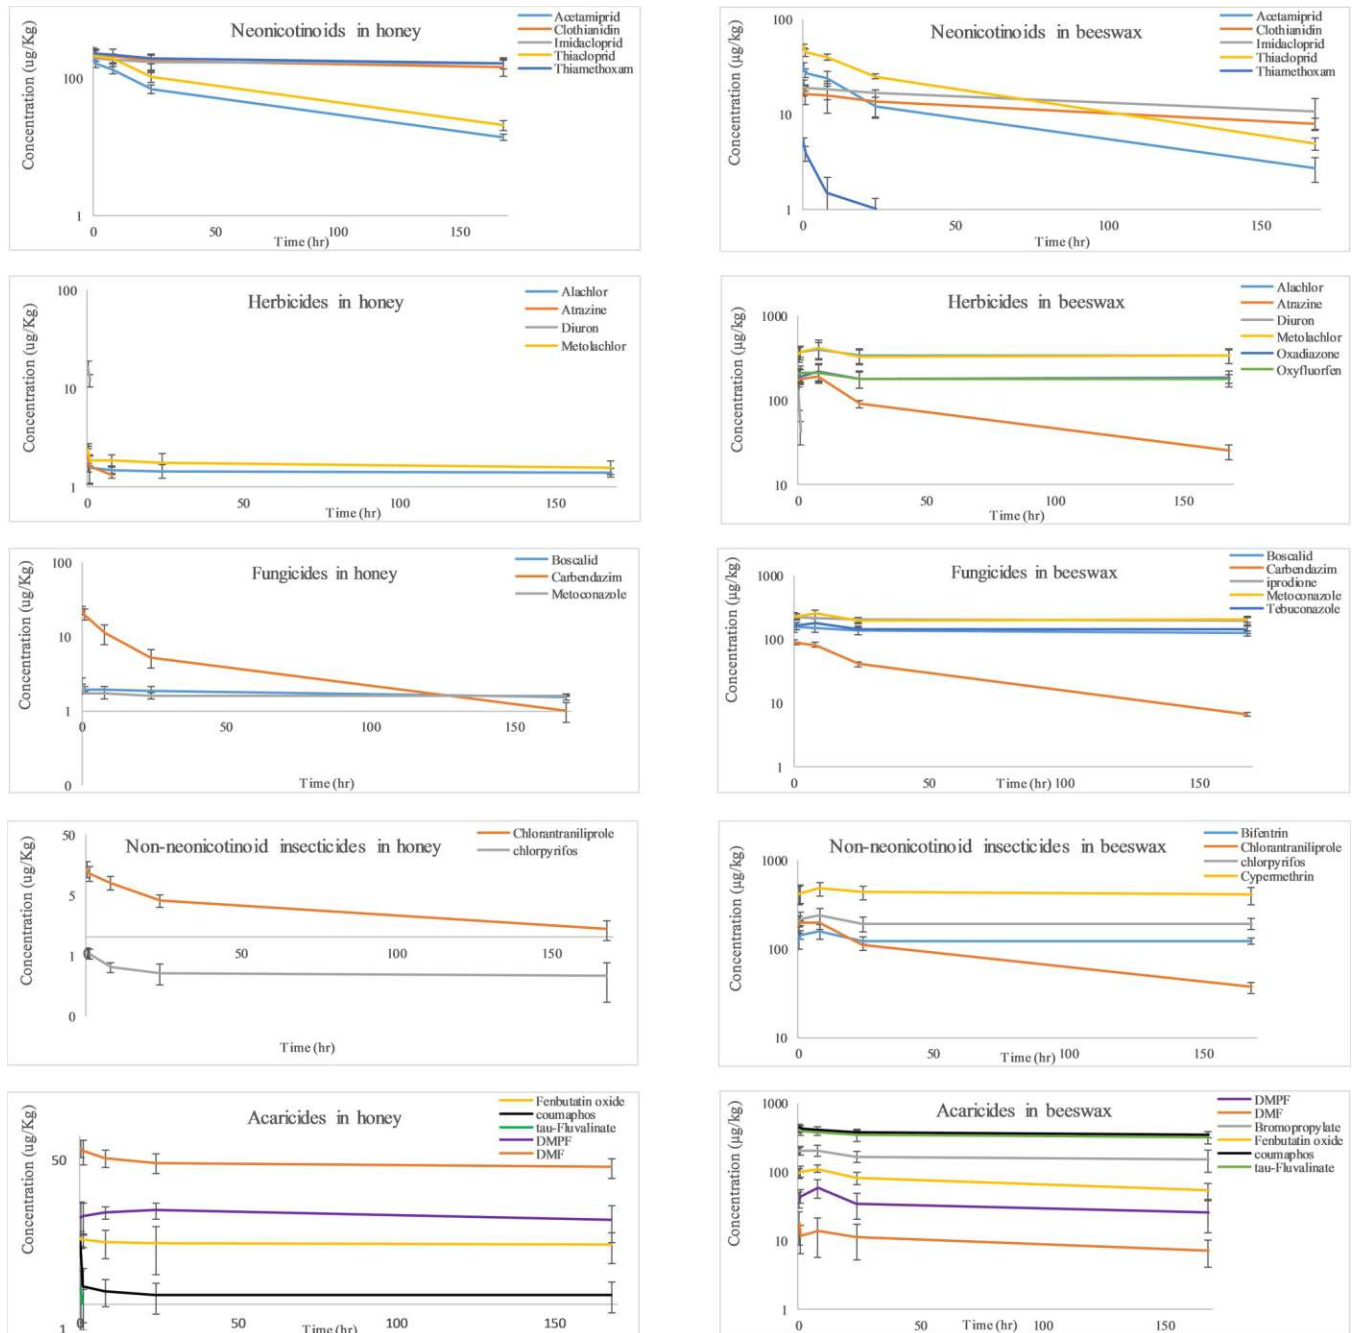 Neonicotinoids in honey
Acetamiprid
Clothianidin
Imidacloprid
Thiacloprid
Thiamethoxam
Concentration (ug/Kg)
100
1
0
50
100
150
Time (hr)
Neonicotinoids in beeswax
Acetamiprid
Clothianidin
Imidacloprid
Thiacloprid
Thiamethoxam
Concentration (µg/kg)
100
10
1
0
50
100
150
Time (hr)
Herbicides in honey
Alachlor
Atrazine
Diuron
Metolachlor
Concentration (ug/Kg)
100
10
1
0
50
100
150
Time (hr)
Herbicides in beeswax
Alachlor
Atrazine
Diuron
Metolachlor
Oxadiazone
Oxyfluorfen
Concentration (µg/kg)
1000
100
10
0
50
100
150
Time (hr)
Fungicides in honey
Boscalid
Carbendazim
Metoconazole
Concentration (ug/Kg)
100
10
1
0
0
50
100
150
Time (hr)
Fungicides in beeswax
Boscalid
Carbendazim
iprodione
Metoconazole
Tebuconazole
Concentration (µg/kg)
1000
100
10
1
0
50
Time (hr) 100
150
Non-neonicotinoid insecticides in honey
Chlorantraniliprole
chlorpyrifos
Concentration (ug/Kg)
50
5
1
0
0
50
100
150
Time (hr)
Non-neonicotinoid insecticides in beeswax
Bifentrin
Chlorantraniliprole
chlorpyrifos
Cypermethrin
Concentration (µg/kg)
1000
100
10
0
50
100
150
Time (hr)
Acaricides in honey
Fenbutatin oxide
coumaphos
tau-Fluvalinate
DMPF
DMF
Concentration (ug/Kg)
50
1
0
50
100
150
Time (hr)
Acaricides in beeswax
DMPF
DMF
Bromopropylate
Fenbutatin oxide
coumaphos
tau-Fluvalinate
Concentration (µg/kg)
1000
100
10
1
0
50
100
150
Time (hr)